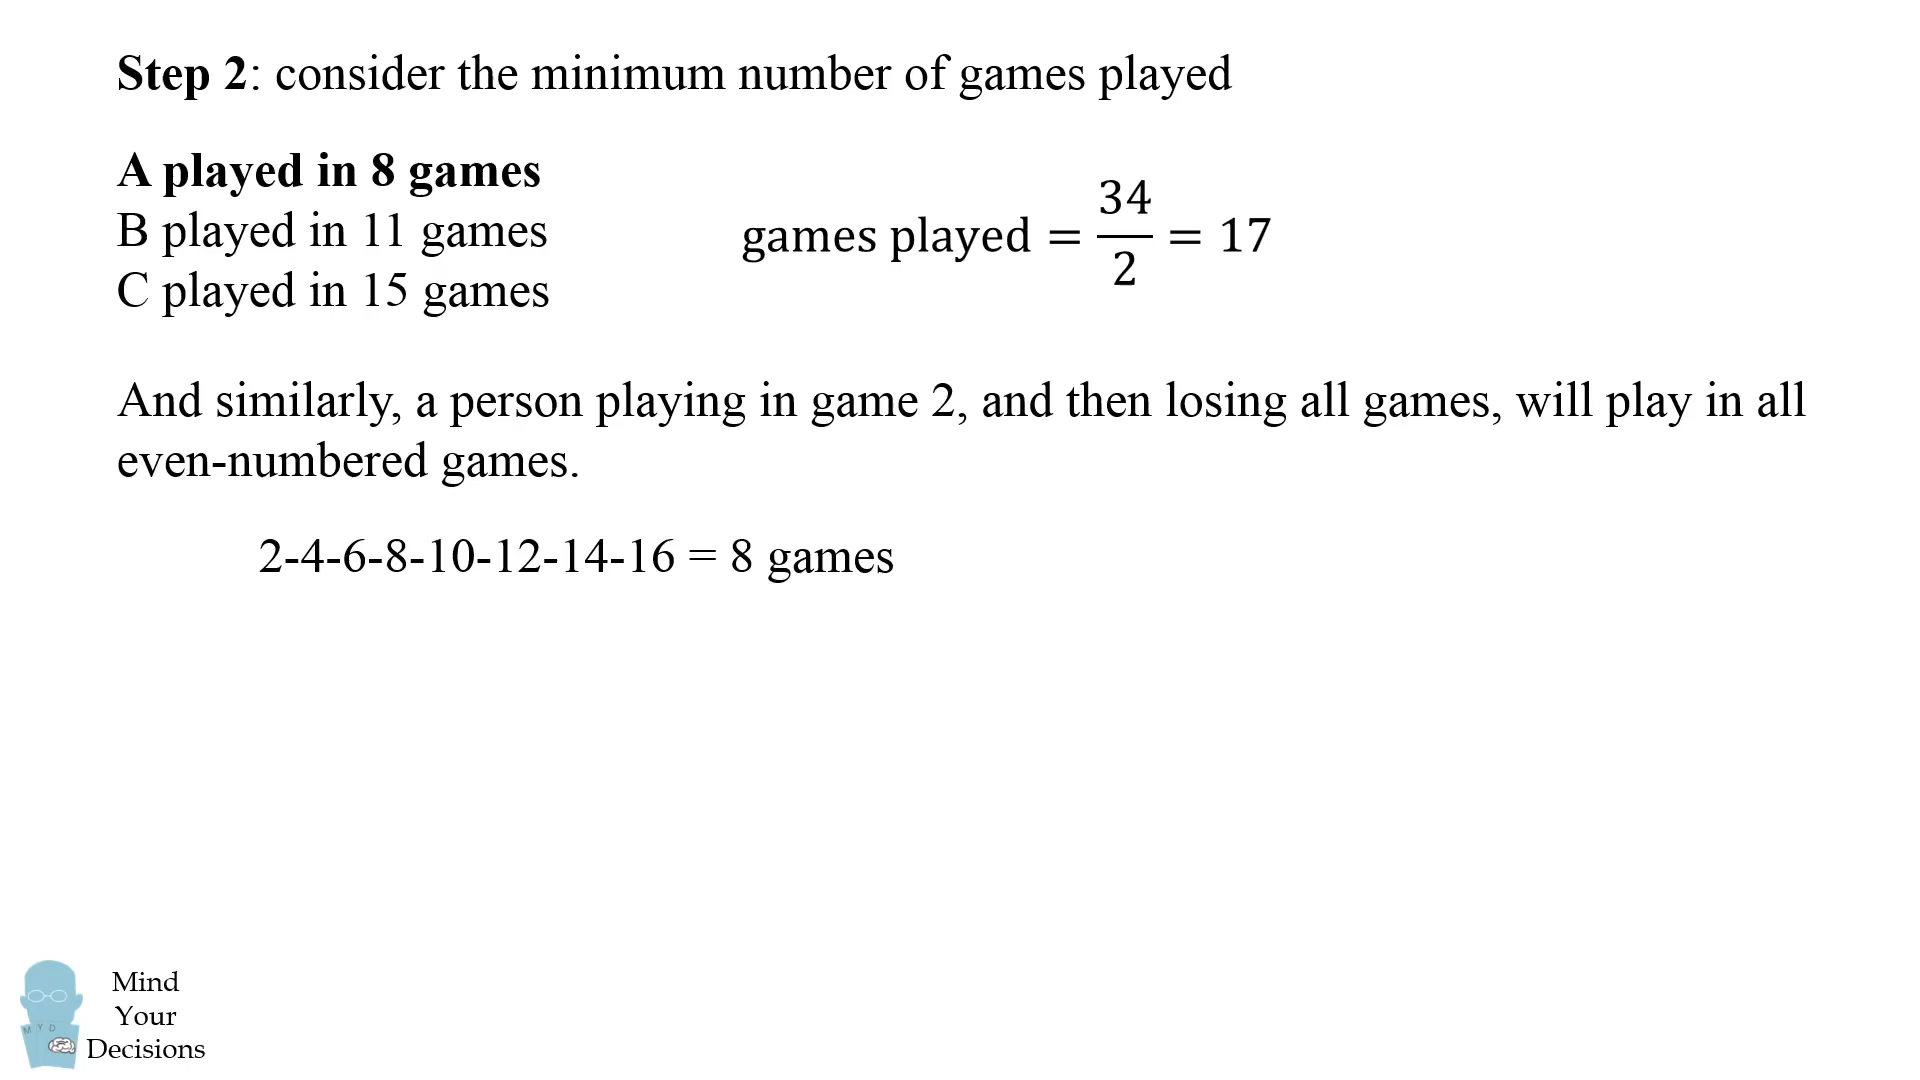 Step 2: consider the minimum number of games played
A played in 8 games
B played in 11 games
C played in 15 games
games played = 34/2 = 17
And similarly, a person playing in game 2, and then losing all games, will play in all
even-numbered games.
2-4-6-8-10-12-14-16 = 8 games
M Y D
Mind
Your
Decisions